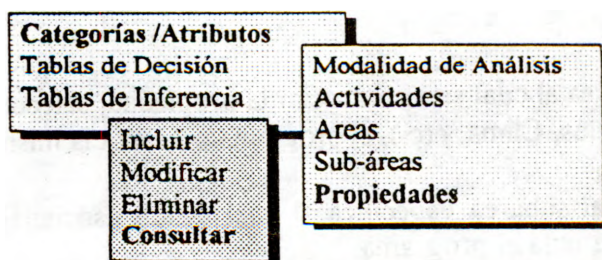 Categorías /Atributos
Tablas de Decisión
Tablas de Inferencia
Incluir
Modificar
Eliminar
Consultar
Modalidad de Análisis
Actividades
Areas
Sub-áreas
Propiedades